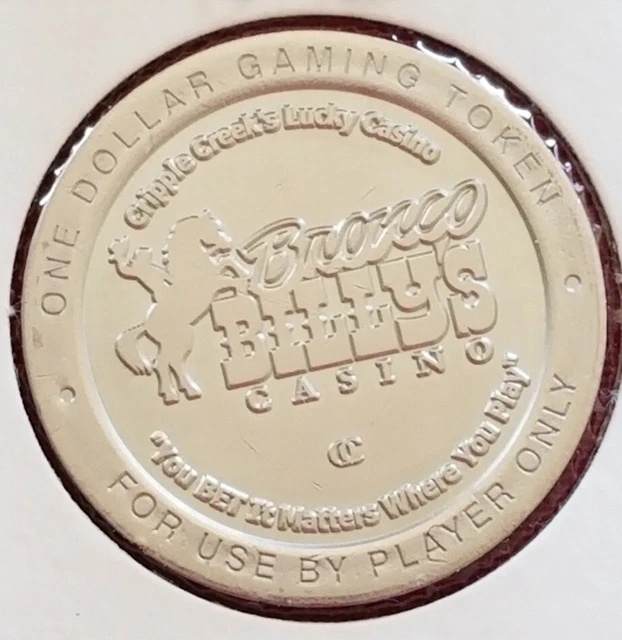 ONE DOLLAR GAMING TOKEN
Cripple Creek's Lucky Casino
Bronco
BILLY'S
CASINO
CC
"You BET It Matters Where You Play"
FOR USE BY PLAYER ONLY